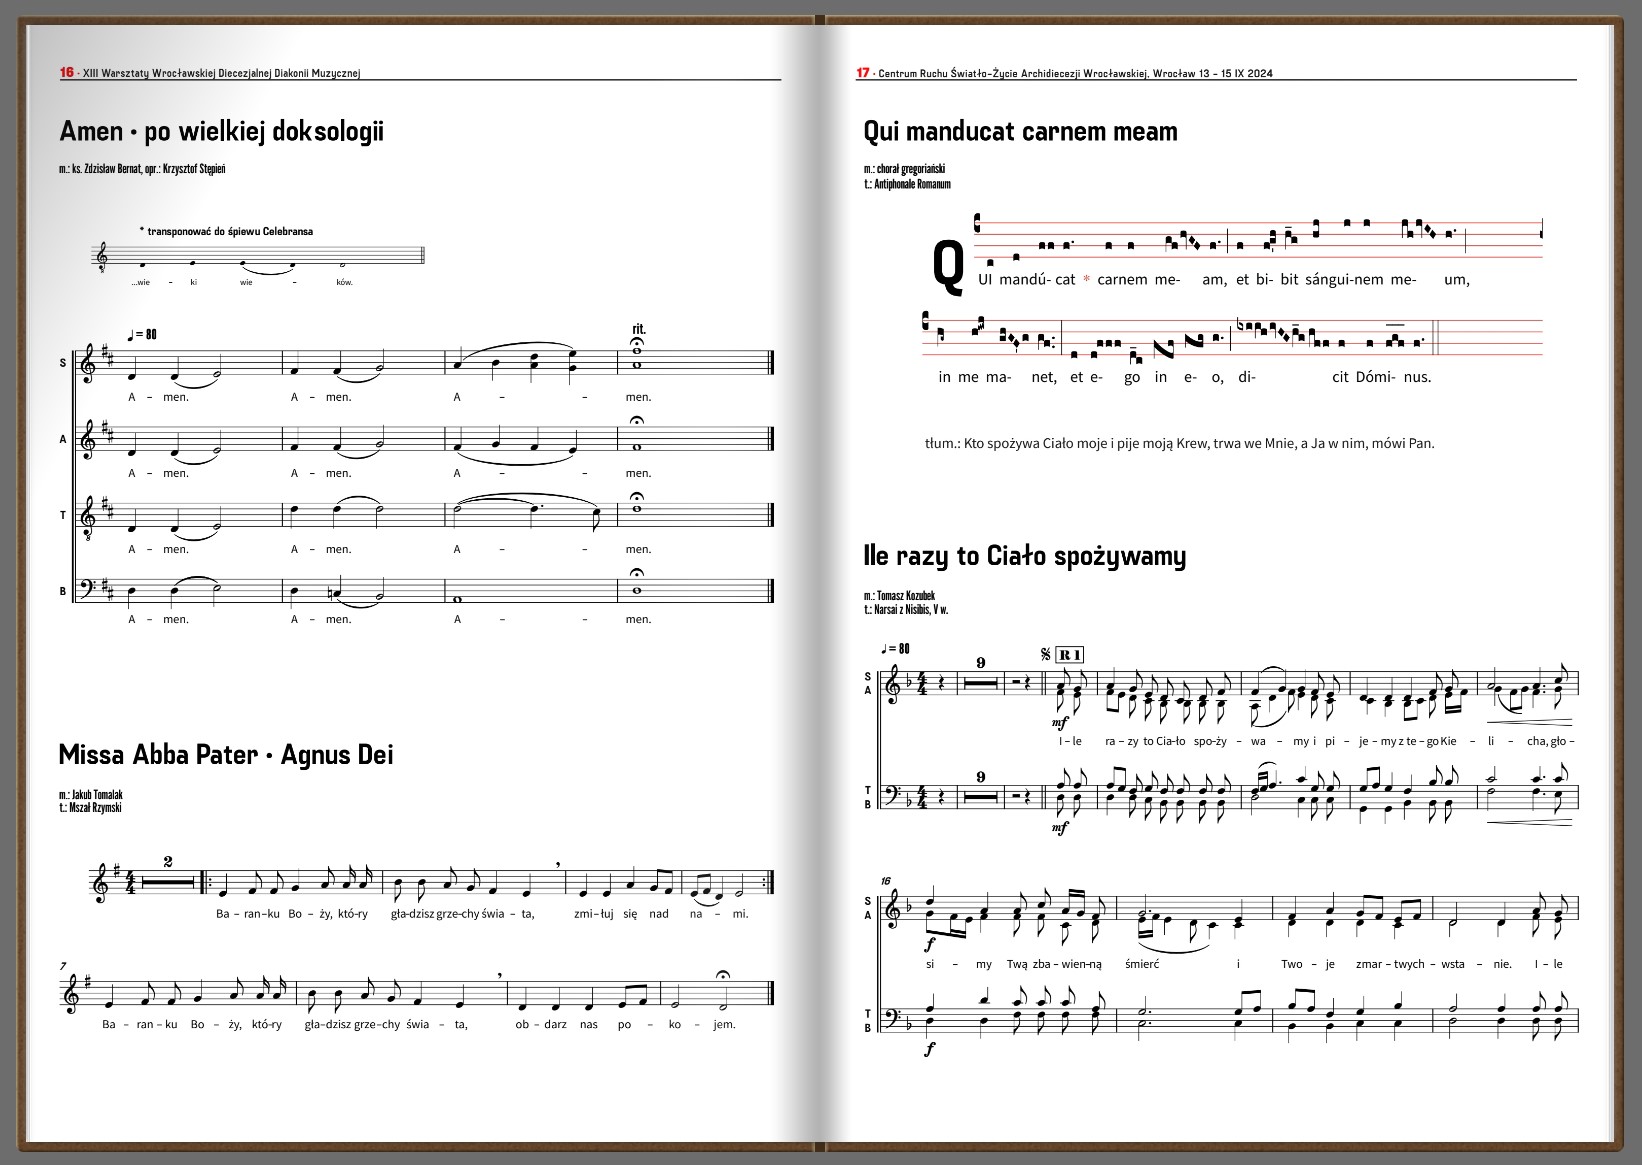 16 · XIII Warsztaty Wrocławskiej Diecezjalnej Diakonii Muzycznej
Amen • po wielkiej doksologii
m.: ks. Zdzisław Bernat, opr.: Krzysztof Stępień
* transponować do śpiewu Celebransa
8
...wie – ki wie – ków.
♩ = 80
rit.
S
A – men. A – men. A – – men.
A
A – men. A – men. A – – men.
T
8
A – men. A – men. A – men.
B
A – men. A – men. A – men.
Missa Abba Pater • Agnus Dei
m.: Jakub Tomalak
t.: Mszał Rzymski
2
4 4
Ba – ran–ku Bo – ży, któ-ry gła–dzisz grze–chy świa – ta, zmi–łuj się nad na – mi.
7
Ba – ran–ku Bo – ży, któ-ry gła–dzisz grze–chy świa – ta, ob – darz nas po – ko – jem.
17 · Centrum Ruchu Światło-Życie Archidiecezji Wrocławskiej, Wrocław 13 - 15 IX 2024
Qui manducat carnem meam
m.: chorał gregoriański
t.: Antiphonale Romanum
QUI mandú- cat * carnem me- am, et bi- bit sángui-nem me- um,
in me ma- net, et e- go in e- o, di- cit Dómi- nus.
tłum.: Kto spożywa Ciało moje i pije moją Krew, trwa we Mnie, a Ja w nim, mówi Pan.
Ile razy to Ciało spożywamy
m.: Tomasz Kozubek
t.: Narsai z Nisibis, V w.
♩ = 80
9
R 1
S
A
4 4
mf
I – le ra – zy to Cia–ło spo–ży – wa – my i pi – je – my z te – go Kie – li – cha, gło –
9
T
B
4 4
mf
16
S
A
f
si – my Twą zba – wien–ną śmierć i Two – je zmar – twych – wsta – nie. I – le
T
B
f